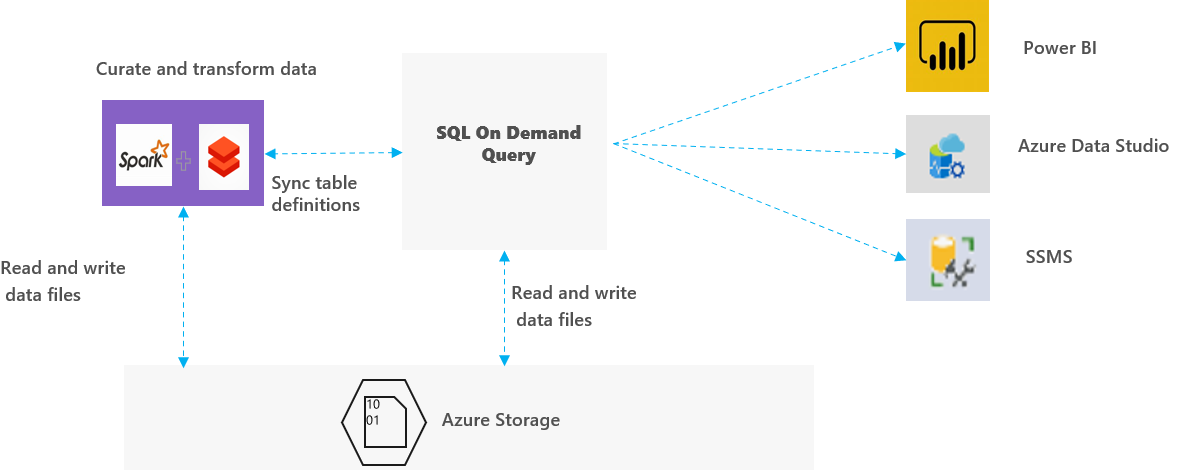 Curate and transform data
Spark
SQL On Demand
Query
Sync table
definitions
Power BI
Azure Data Studio
SSMS
Read and write
data files
Read and write
data files
10
01
Azure Storage